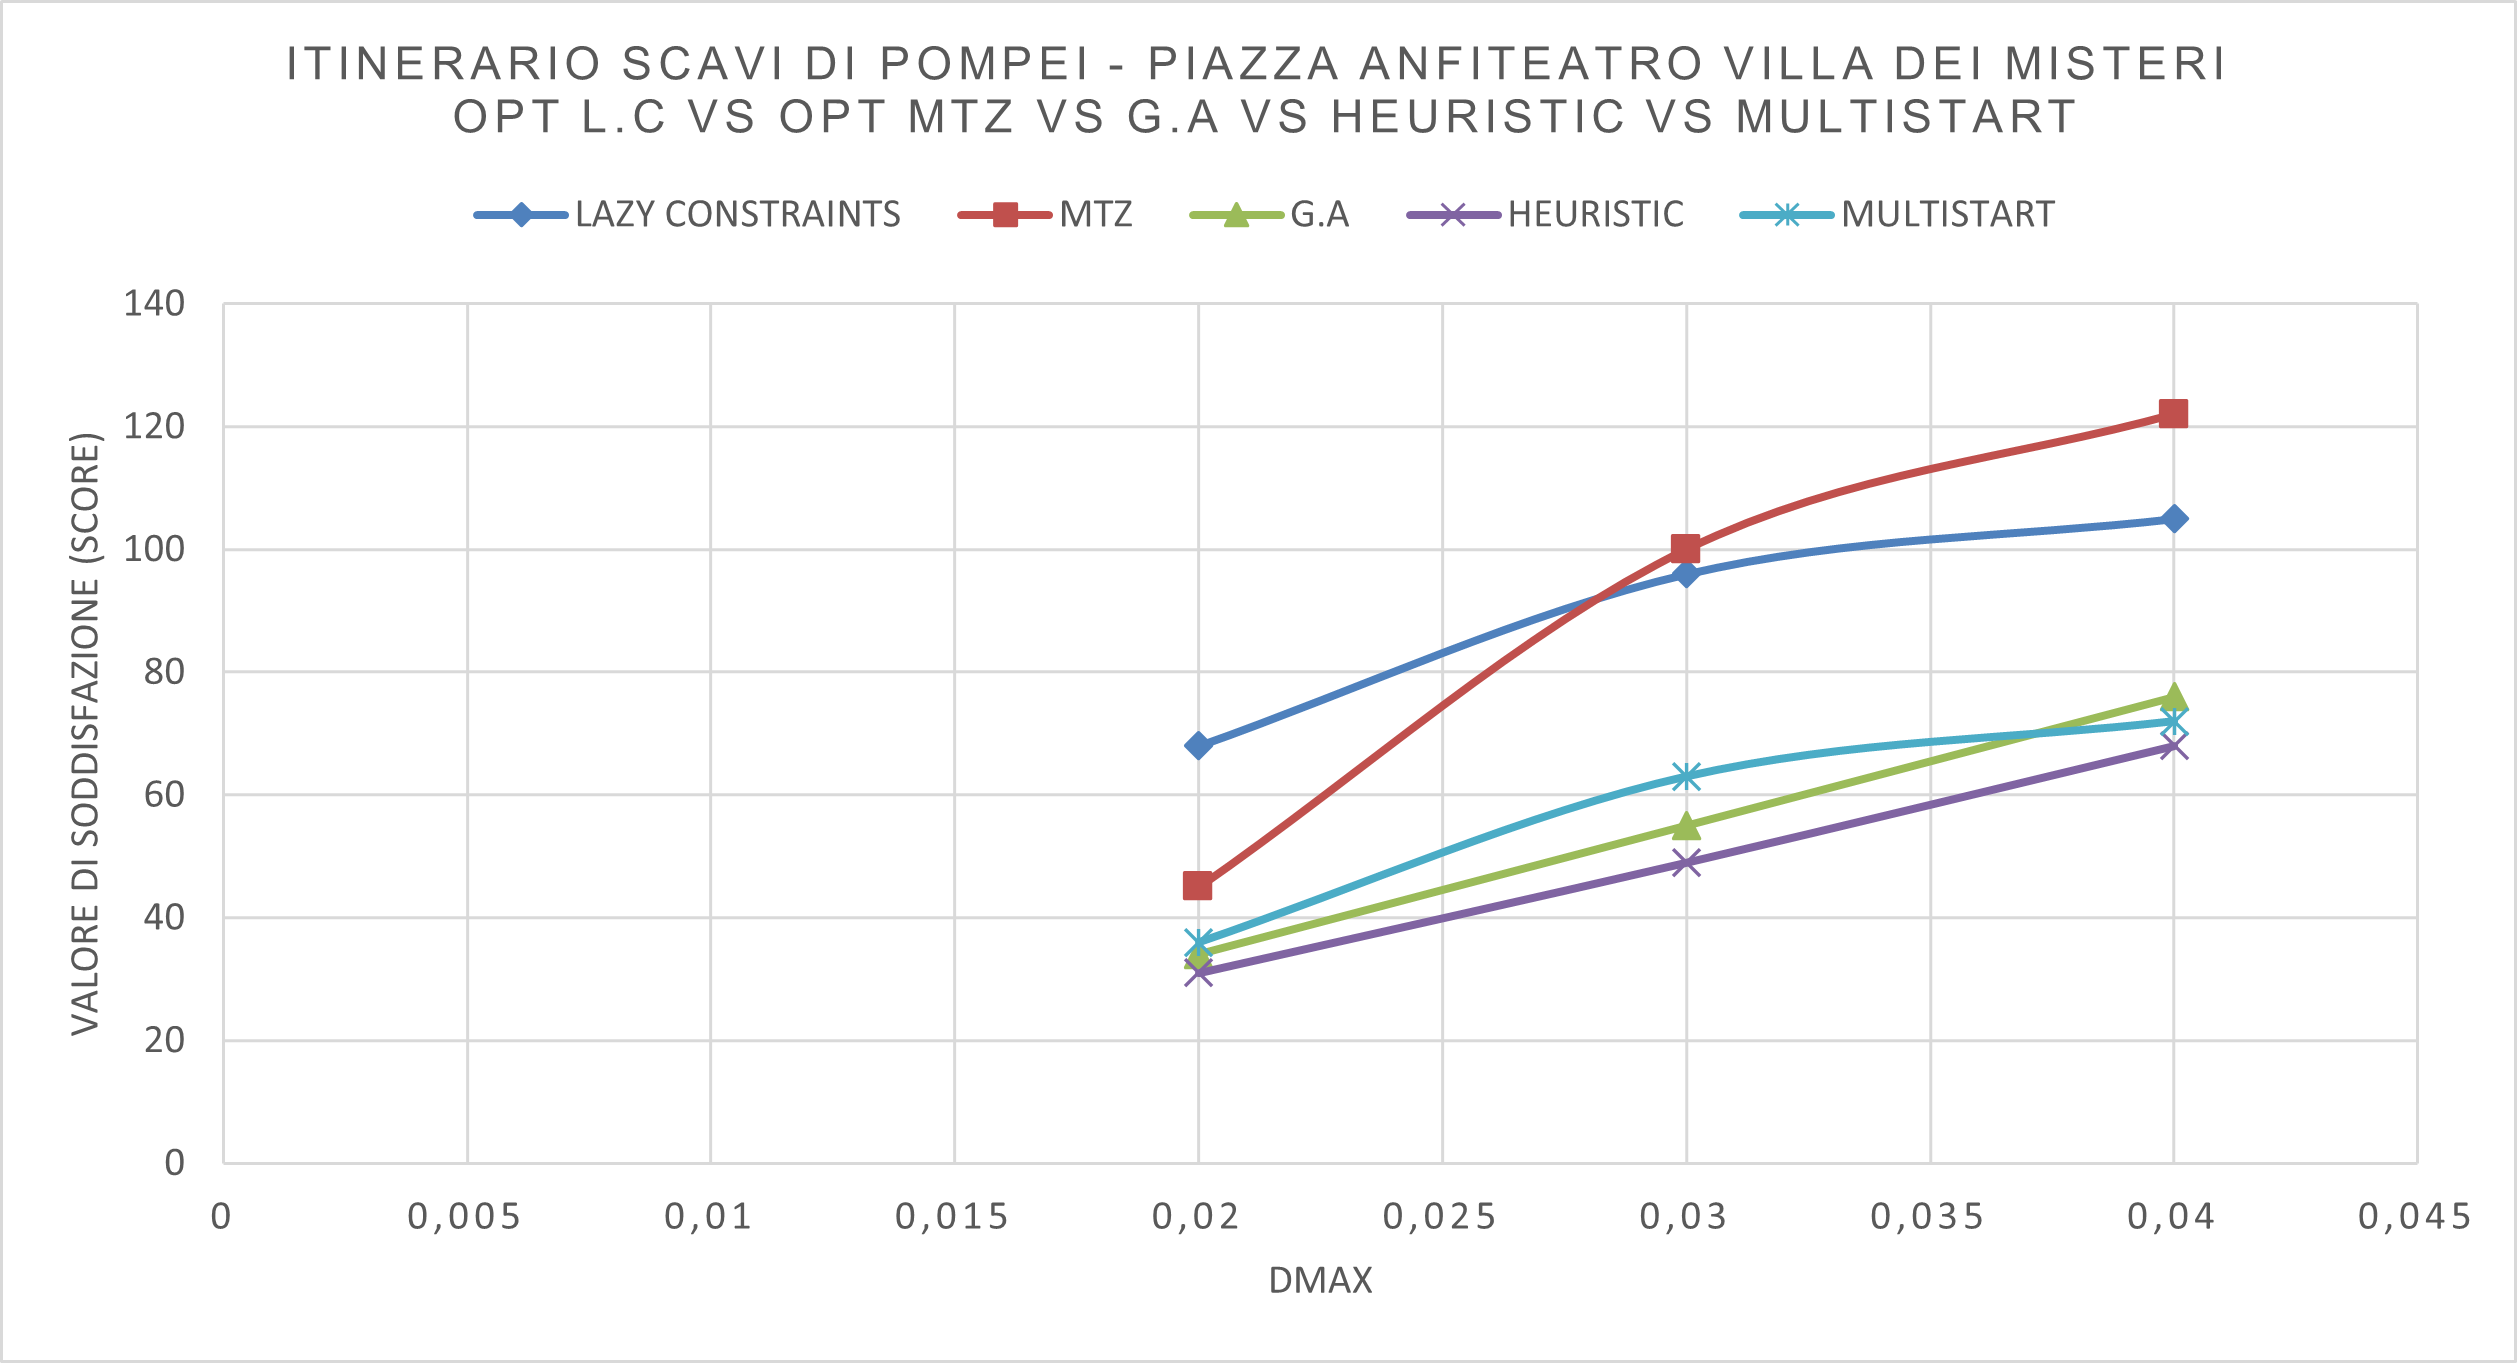 ITINERARIO SCAVI DI POMPEI - PIAZZA ANFITEATRO VILLA DEI MISTERI
OPT L.C VS OPT MTZ VS G.A VS HEURISTIC VS MULTISTART
LAZY CONSTRAINTS MTZ G.A HEURISTIC MULTISTART
VALORE DI SODDISFAZIONE (SCORE)
140
120
100
80
60
40
20
0
0 0,005 0,01 0,015 0,02 0,025 0,03 0,035 0,04 0,045
DMAX